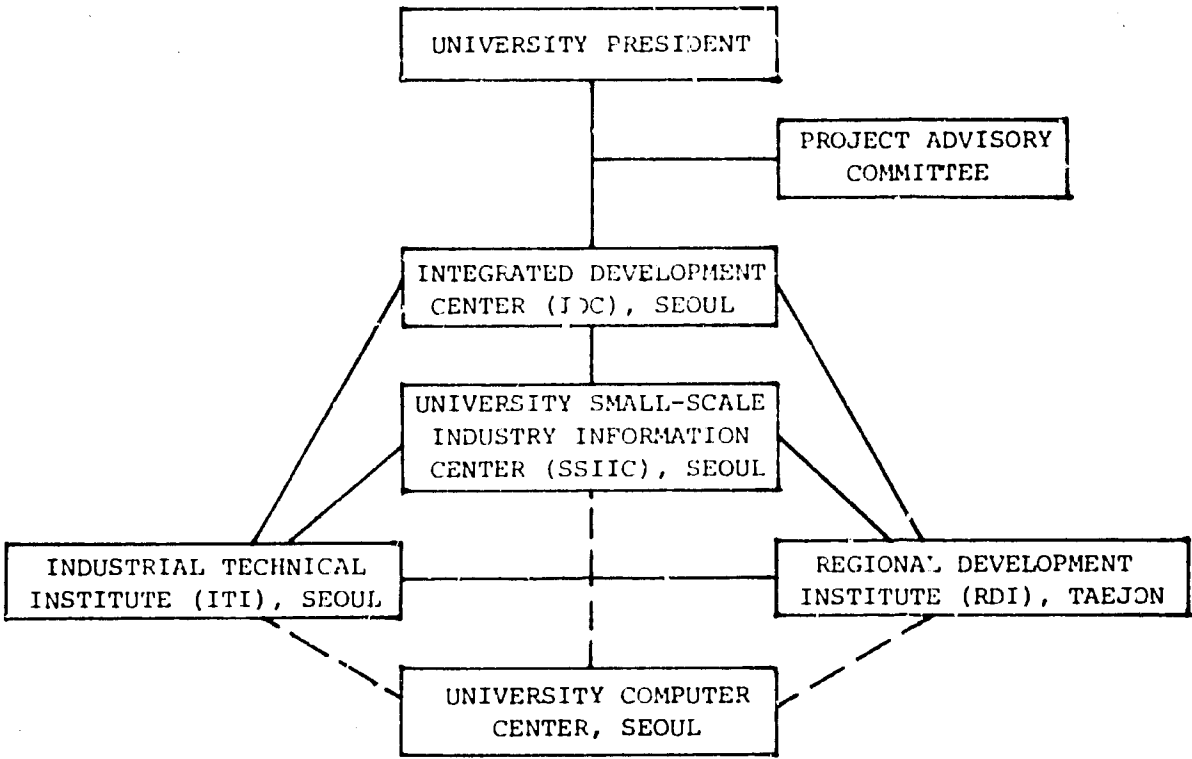 UNIVERSITY PRESIDENT
PROJECT ADVISORY
COMMITTEE
INTEGRATED DEVELOPMENT
CENTER (IDC), SEOUL
UNIVERSITY SMALL-SCALE
INDUSTRY INFORMATION
CENTER (SSIIC), SEOUL
INDUSTRIAL TECHNICAL
INSTITUTE (ITI), SEOUL
REGIONAL DEVELOPMENT
INSTITUTE (RDI), TAEJON
UNIVERSITY COMPUTER
CENTER, SEOUL